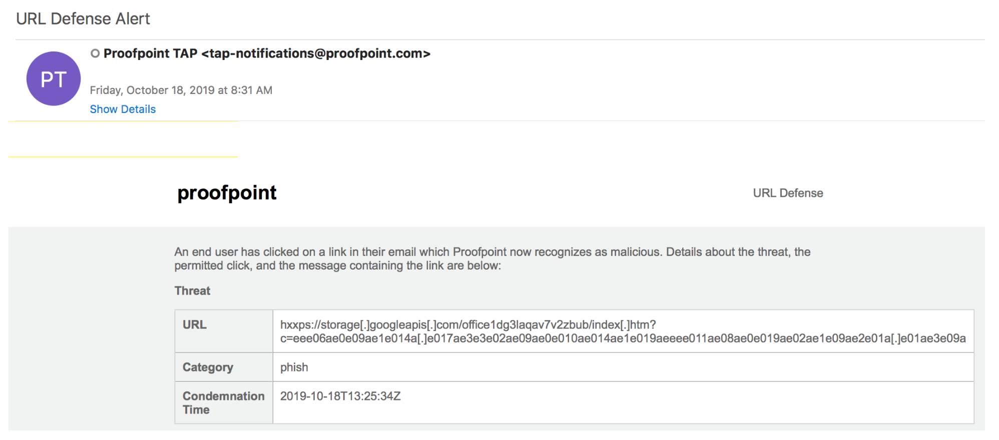 URL Defense Alert
Proofpoint TAP <tap-notifications@proofpoint.com>
PT
Friday, October 18, 2019 at 8:31 AM
Show Details
proofpoint
URL Defense
An end user has clicked on a link in their email which Proofpoint now recognizes as malicious. Details about the threat, the
permitted click, and the message containing the link are below:
Threat
URL
hxxps://storage[.]googleapis[.]com/office1dg3laqav7v2zbub/index[.]htm?
c=eee06ae0e09ae1e014a[.]e017ae3e3e02ae09ae0e010ae014ae1e019aeeee011ae08ae0e019ae02ae1e09ae2e01a[.]e01ae3e09a
Category
phish
Condemnation
Time
2019-10-18T13:25:34Z